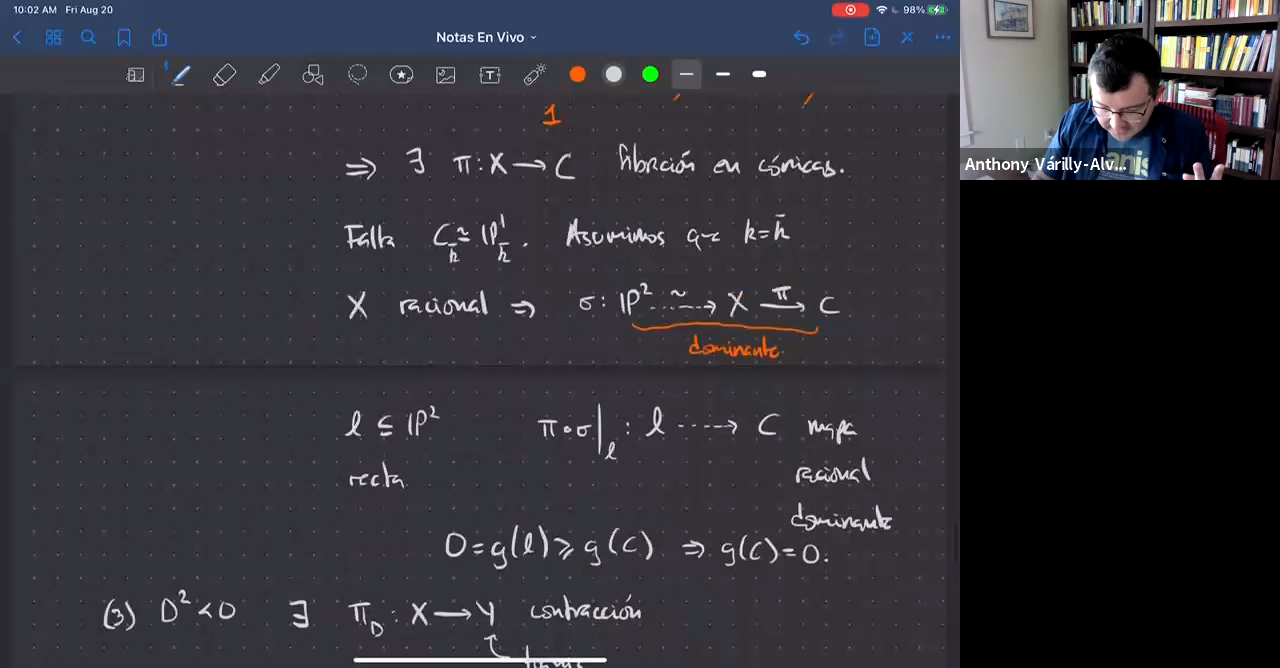 10:02 AM Fri Aug 20
98%
Notas En Vivo
1
⇒ ∃ π: X → C fibración en cónicas.
Falta C_k̄ ≃ ℙ¹_k̄. Asumimos que k = k̄
X racional ⇒ σ: ℙ² ⇢ X →π C
dominante.
l ⊆ ℙ² π∘σ|_l : l ⇢ C mapa
recta racional
dominante
0 = g(l) ⩾ g(C) ⇒ g(C) = 0.
(3) D² < 0 ∃ π_D : X → Y contracción
Anthony Várilly-Alv...